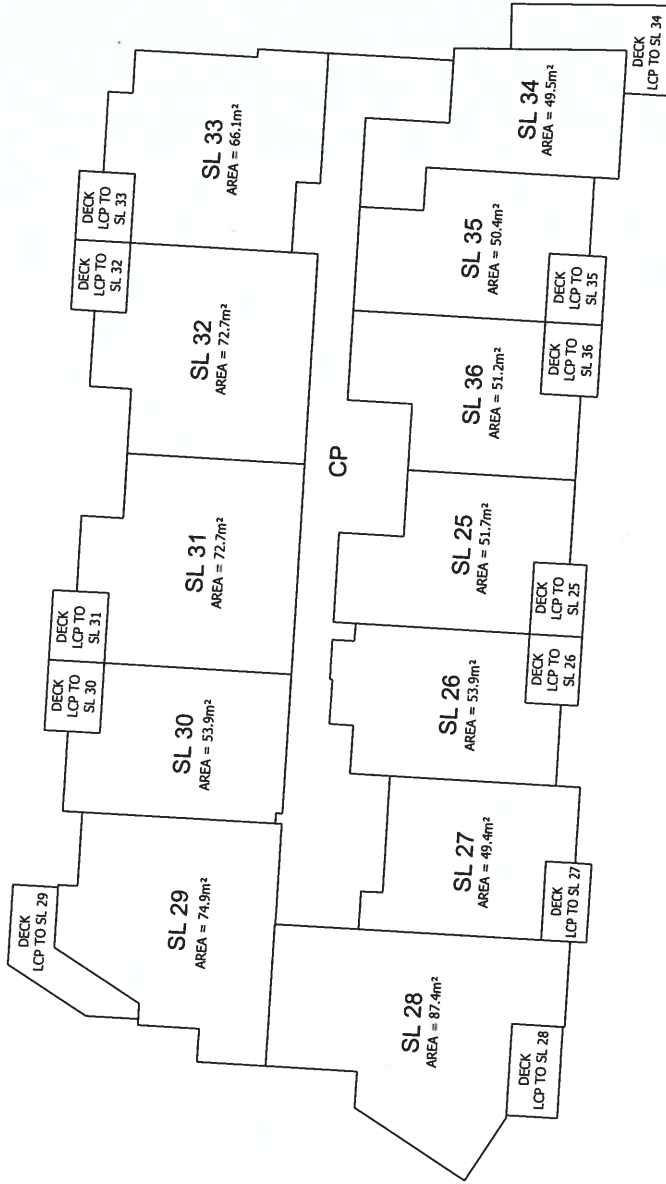 DECK
LCP TO SL 29
DECK
LCP TO
SL 30
DECK
LCP TO
SL 31
DECK
LCP TO
SL 32
DECK
LCP TO
SL 33
SL 29
AREA = 74.9m²
SL 30
AREA = 53.9m²
SL 31
AREA = 72.7m²
SL 32
AREA = 72.7m²
SL 33
AREA = 66.1m²
CP
SL 28
AREA = 87.4m²
SL 27
AREA = 49.4m²
SL 26
AREA = 53.9m²
SL 25
AREA = 51.7m²
SL 36
AREA = 51.2m²
SL 35
AREA = 50.4m²
SL 34
AREA = 49.5m²
DECK
LCP TO SL 28
DECK
LCP TO SL 27
DECK
LCP TO
SL 26
DECK
LCP TO
SL 25
DECK
LCP TO
SL 36
DECK
LCP TO
SL 35
DECK
LCP TO SL 34